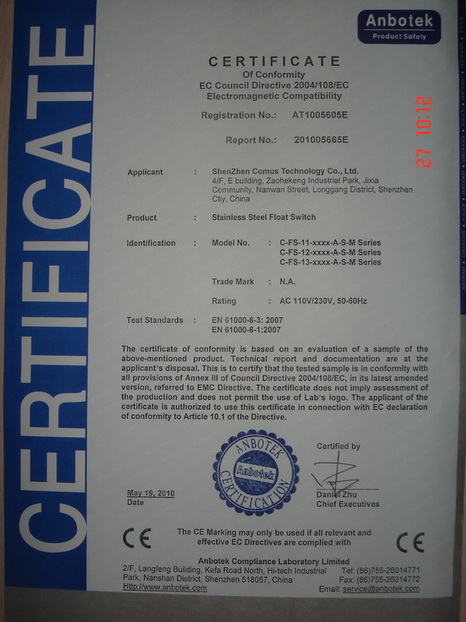 CERTIFICATE
Anbotek
Product Safety
CERTIFICATE
Of Conformity
EC Council Directive 2004/108/EC
Electromagnetic Compatibility
Registration No.: AT1005605E
Report No.: 201005665E
27 10:12
Applicant : ShenZhen Comus Technology Co., Ltd.
4/F, E building, Zaohekeng Industrial Park, Jixia
Community, Nanwan Street, Longgang District, Shenzhen
Ctiy, China
Product : Stainless Steel Float Switch
Identification : Model No. : C-FS-11-xxxx-A-S-M Series
C-FS-12-xxxx-A-S-M Series
C-FS-13-xxxx-A-S-M Series
Trade Mark : N.A.
Rating : AC 110V/230V, 50-60Hz
Test Standards : EN 61000-6-3: 2007
EN 61000-6-1:2007
The certificate of conformity is based on an evaluation of a sample of the
above-mentioned product. Technical report and documentation are at the
applicant's disposal. This is to certify that the tested sample is in conformity with
all provisions of Annex III of Council Directive 2004/108/EC, in its latest amended
version, referred to EMC Directive. The certificate does not imply assessment of
the production and does not permit the use of Lab's logo. The applicant of the
certificate is authorized to use this certificate in connection with EC declaration
of conformity to Article 10.1 of the Directive.
ANBOTEK
Anbotek
CERTIFICATION
Certified by
May 19, 2010
Date
Daniel Zhu
Chief Executives
CE
The CE Marking may only be used if all relevant and
effective EC Directives are complied with
CE
Anbotek Compliance Laboratory Limited
2/F, Langfeng Building, Kefa Road North, Hi-tech Industrial
Park, Nanshan District, Shenzhen 518057, China
Http://www.anbotek.com
Tel: (86)755-26014771
Fax: (86)755-26014772
Email: service@anbotek.com